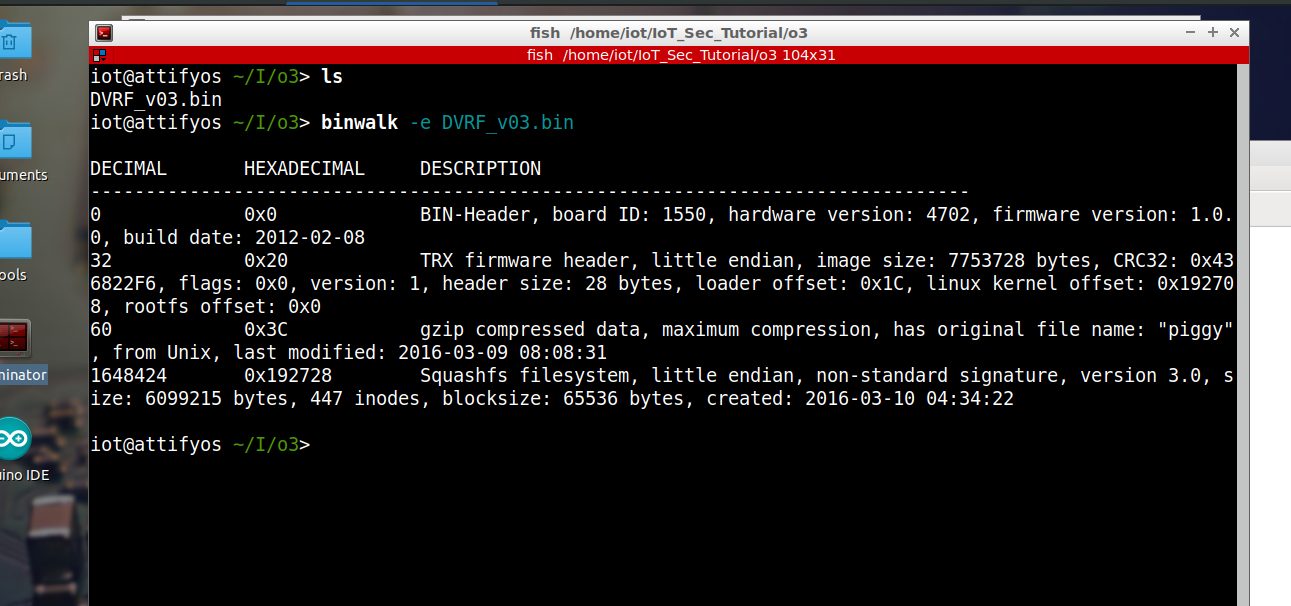 fish  /home/iot/IoT_Sec_Tutorial/o3
fish  /home/iot/IoT_Sec_Tutorial/o3 104x31
iot@attifyos ~/I/o3> ls
DVRF_v03.bin
iot@attifyos ~/I/o3> binwalk -e DVRF_v03.bin
DECIMAL       HEXADECIMAL     DESCRIPTION
--------------------------------------------------------------------------------
0             0x0             BIN-Header, board ID: 1550, hardware version: 4702, firmware version: 1.0.
0, build date: 2012-02-08
32            0x20            TRX firmware header, little endian, image size: 7753728 bytes, CRC32: 0x43
6822F6, flags: 0x0, version: 1, header size: 28 bytes, loader offset: 0x1C, linux kernel offset: 0x19270
8, rootfs offset: 0x0
60            0x3C            gzip compressed data, maximum compression, has original file name: "piggy"
, from Unix, last modified: 2016-03-09 08:08:31
1648424       0x192728        Squashfs filesystem, little endian, non-standard signature, version 3.0, s
ize: 6099215 bytes, 447 inodes, blocksize: 65536 bytes, created: 2016-03-10 04:34:22
iot@attifyos ~/I/o3>
rash
uments
ools
minator
uino IDE